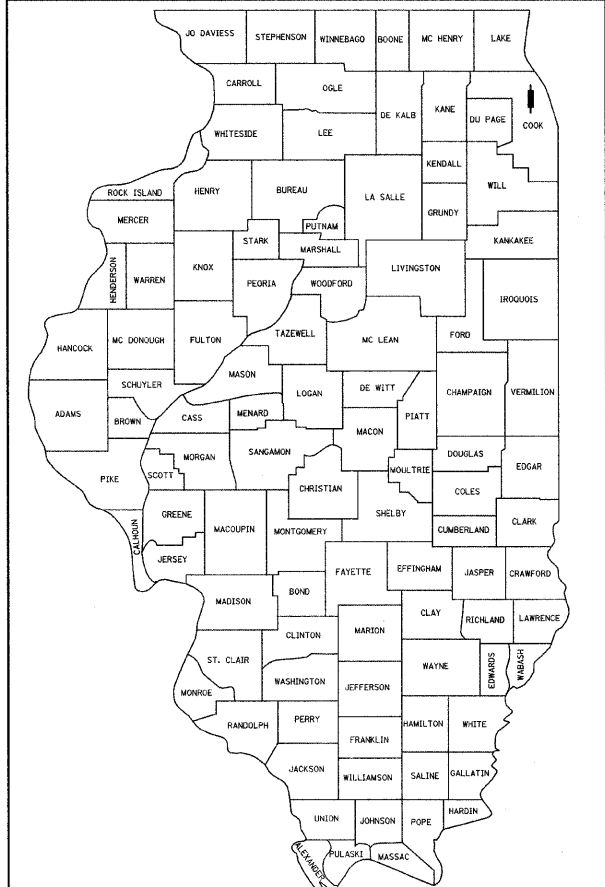 JO DAVIESS
STEPHENSON
WINNEBAGO
BOONE
MC HENRY
LAKE
CARROLL
OGLE
DE KALB
KANE
DU PAGE
COOK
WHITESIDE
LEE
KENDALL
WILL
ROCK ISLAND
HENRY
BUREAU
LA SALLE
GRUNDY
MERCER
PUTNAM
STARK
MARSHALL
KANKAKEE
HENDERSON
WARREN
KNOX
PEORIA
WOODFORD
LIVINGSTON
IROQUOIS
HANCOCK
MC DONOUGH
FULTON
TAZEWELL
MC LEAN
FORD
MASON
SCHUYLER
LOGAN
DE WITT
CHAMPAIGN
VERMILION
ADAMS
BROWN
CASS
MENARD
PIATT
MACON
PIKE
SCOTT
MORGAN
SANGAMON
MOULTRIE
DOUGLAS
EDGAR
CHRISTIAN
COLES
CALHOUN
GREENE
MACOUPIN
MONTGOMERY
SHELBY
CUMBERLAND
CLARK
JERSEY
FAYETTE
EFFINGHAM
JASPER
CRAWFORD
MADISON
BOND
CLAY
RICHLAND
LAWRENCE
CLINTON
MARION
ST. CLAIR
WAYNE
EDWARDS
WABASH
WASHINGTON
JEFFERSON
MONROE
RANDOLPH
PERRY
HAMILTON
WHITE
FRANKLIN
JACKSON
WILLIAMSON
SALINE
GALLATIN
UNION
JOHNSON
POPE
HARDIN
ALEXANDER
PULASKI
MASSAC